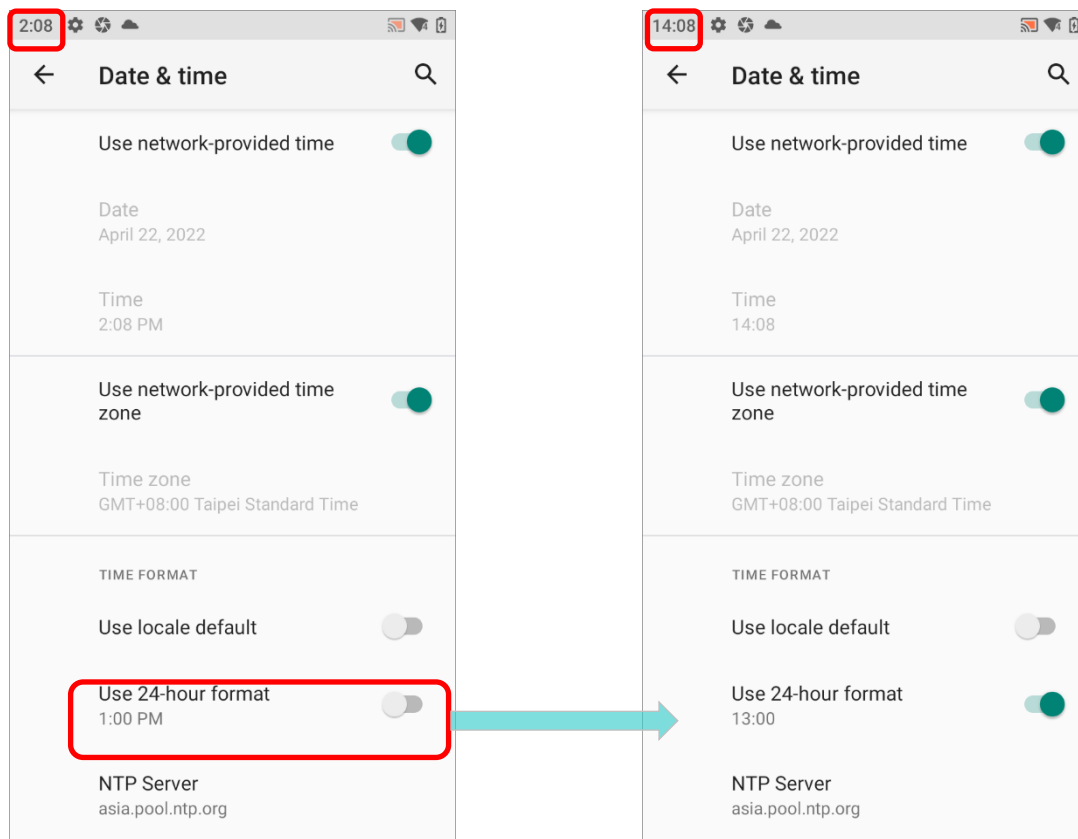 2:08
Date & time
Use network-provided time
Date
April 22, 2022
Time
2:08 PM
Use network-provided time
zone
Time zone
GMT+08:00 Taipei Standard Time
TIME FORMAT
Use locale default
Use 24-hour format
1:00 PM
NTP Server
asia.pool.ntp.org
14:08
Date & time
Use network-provided time
Date
April 22, 2022
Time
14:08
Use network-provided time
zone
Time zone
GMT+08:00 Taipei Standard Time
TIME FORMAT
Use locale default
Use 24-hour format
13:00
NTP Server
asia.pool.ntp.org